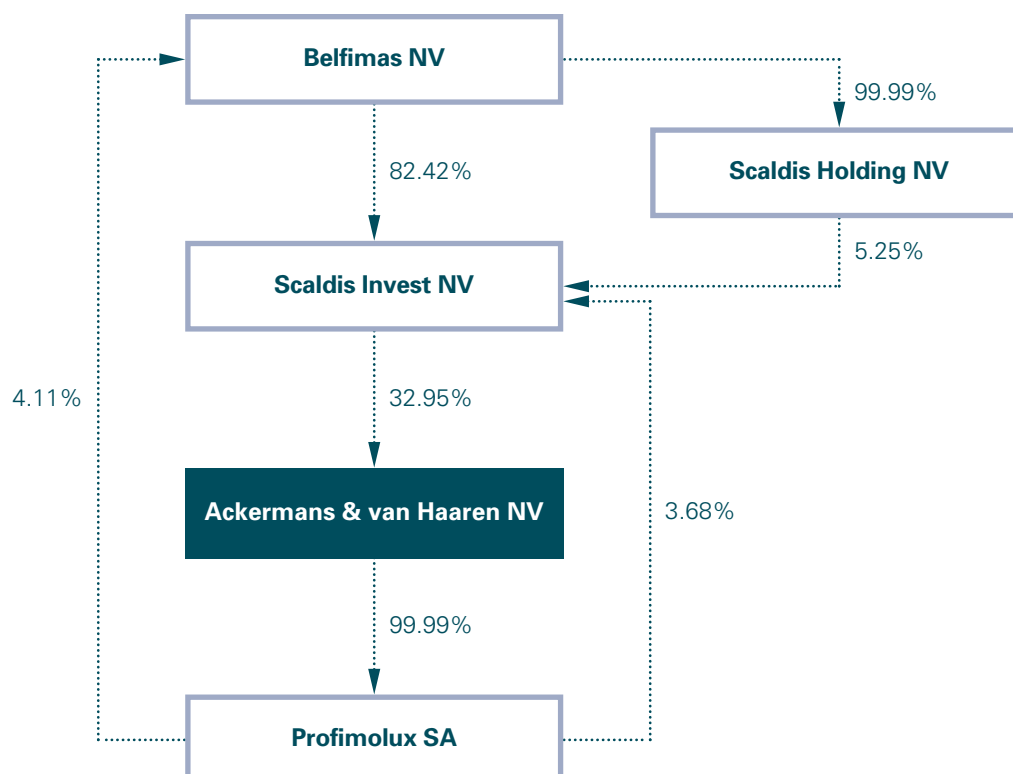 Belfimas NV
99.99%
82.42%
Scaldis Holding NV
5.25%
Scaldis Invest NV
4.11%
32.95%
Ackermans & van Haaren NV
3.68%
99.99%
Profimolux SA